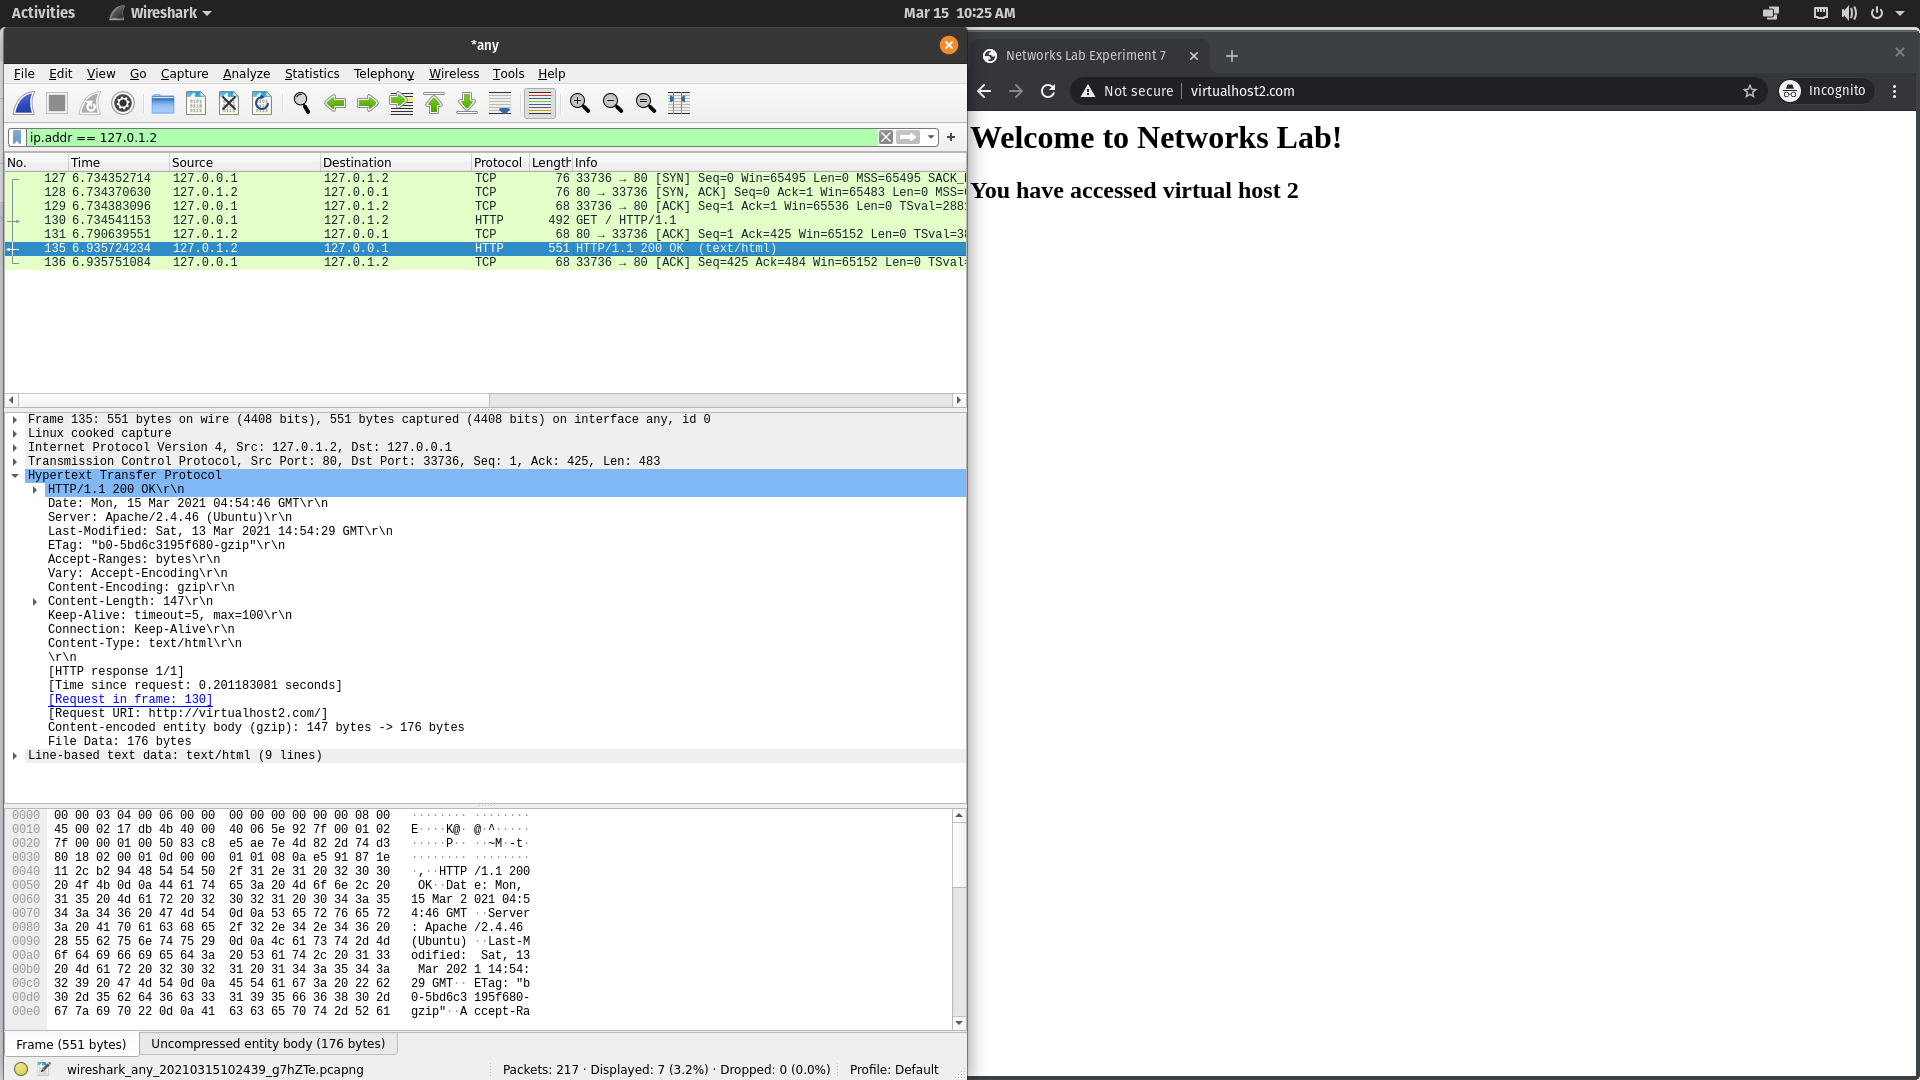 Activities Wireshark Mar 15 10:25 AM
*any
File Edit View Go Capture Analyze Statistics Telephony Wireless Tools Help
ip.addr == 127.0.1.2
No. Time Source Destination Protocol Length Info
127 6.734352714 127.0.0.1 127.0.1.2 TCP 76 33736 → 80 [SYN] Seq=0 Win=65495 Len=0 MSS=65495 SACK_
128 6.734370630 127.0.1.2 127.0.0.1 TCP 76 80 → 33736 [SYN, ACK] Seq=0 Ack=1 Win=65483 Len=0 MSS=
129 6.734383096 127.0.0.1 127.0.1.2 TCP 68 33736 → 80 [ACK] Seq=1 Ack=1 Win=65536 Len=0 TSval=288
130 6.734541153 127.0.0.1 127.0.1.2 HTTP 492 GET / HTTP/1.1
131 6.790639551 127.0.1.2 127.0.0.1 TCP 68 80 → 33736 [ACK] Seq=1 Ack=425 Win=65152 Len=0 TSval=38
135 6.935724234 127.0.1.2 127.0.0.1 HTTP 551 HTTP/1.1 200 OK (text/html)
136 6.935751084 127.0.0.1 127.0.1.2 TCP 68 33736 → 80 [ACK] Seq=425 Ack=484 Win=65152 Len=0 TSval=
Frame 135: 551 bytes on wire (4408 bits), 551 bytes captured (4408 bits) on interface any, id 0
Linux cooked capture
Internet Protocol Version 4, Src: 127.0.1.2, Dst: 127.0.0.1
Transmission Control Protocol, Src Port: 80, Dst Port: 33736, Seq: 1, Ack: 425, Len: 483
Hypertext Transfer Protocol
HTTP/1.1 200 OK\r\n
Date: Mon, 15 Mar 2021 04:54:46 GMT\r\n
Server: Apache/2.4.46 (Ubuntu)\r\n
Last-Modified: Sat, 13 Mar 2021 14:54:29 GMT\r\n
ETag: "b0-5bd6c3195f680-gzip"\r\n
Accept-Ranges: bytes\r\n
Vary: Accept-Encoding\r\n
Content-Encoding: gzip\r\n
Content-Length: 147\r\n
Keep-Alive: timeout=5, max=100\r\n
Connection: Keep-Alive\r\n
Content-Type: text/html\r\n
\r\n
[HTTP response 1/1]
[Time since request: 0.201183081 seconds]
[Request in frame: 130]
[Request URI: http://virtualhost2.com/]
Content-encoded entity body (gzip): 147 bytes -> 176 bytes
File Data: 176 bytes
Line-based text data: text/html (9 lines)
0000 00 00 03 04 00 06 00 00 00 00 00 00 00 00 08 00 ········ ········
0010 45 00 02 17 db 4b 40 00 40 06 5e 92 7f 00 01 02 E····K@· @·^·····
0020 7f 00 00 01 00 50 83 c8 e5 ae 7e 4d 82 2d 74 d3 ·····P·· ··~M·-t·
0030 80 18 02 00 01 0d 00 00 01 01 08 0a e5 91 87 1e ········ ········
0040 11 2c b2 94 48 54 54 50 2f 31 2e 31 20 32 30 30 ·,··HTTP /1.1 200
0050 20 4f 4b 0d 0a 44 61 74 65 3a 20 4d 6f 6e 2c 20 OK··Dat e: Mon,
0060 31 35 20 4d 61 72 20 32 30 32 31 20 30 34 3a 35 15 Mar 2 021 04:5
0070 34 3a 34 36 20 47 4d 54 0d 0a 53 65 72 76 65 72 4:46 GMT ··Server
0080 3a 20 41 70 61 63 68 65 2f 32 2e 34 2e 34 36 20 : Apache /2.4.46
0090 28 55 62 75 6e 74 75 29 0d 0a 4c 61 73 74 2d 4d (Ubuntu) ··Last-M
00a0 6f 64 69 66 69 65 64 3a 20 53 61 74 2c 20 31 33 odified: Sat, 13
00b0 20 4d 61 72 20 32 30 32 31 20 31 34 3a 35 34 3a Mar 202 1 14:54:
00c0 32 39 20 47 4d 54 0d 0a 45 54 61 67 3a 20 22 62 29 GMT·· ETag: "b
00d0 30 2d 35 62 64 36 63 33 31 39 35 66 36 38 30 2d 0-5bd6c3 195f680-
00e0 67 7a 69 70 22 0d 0a 41 63 63 65 70 74 2d 52 61 gzip"··A ccept-Ra
Frame (551 bytes) Uncompressed entity body (176 bytes)
wireshark_any_20210315102439_g7hZTe.pcapng Packets: 217 · Displayed: 7 (3.2%) · Dropped: 0 (0.0%) Profile: Default
Networks Lab Experiment 7
Not secure virtualhost2.com Incognito
Welcome to Networks Lab!
You have accessed virtual host 2